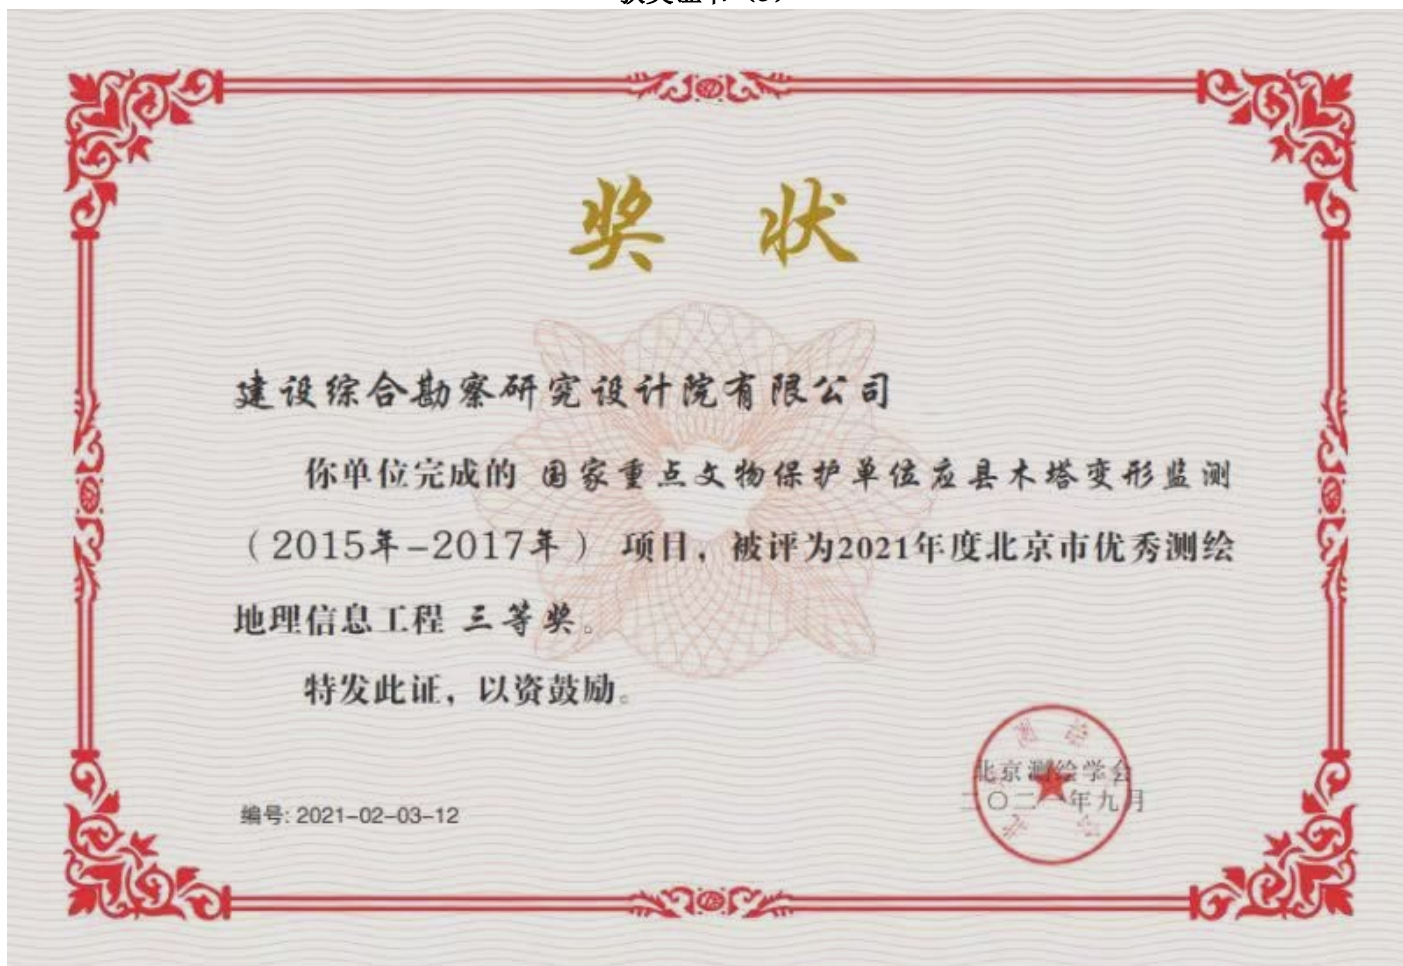 奖状
建设综合勘察研究设计院有限公司
你单位完成的 国家重点文物保护单位应县木塔变形监测
（2015年-2017年） 项目，被评为2021年度北京市优秀测绘
地理信息工程 三等奖。
特发此证，以资鼓励。
北京测绘学会
二〇二一年九月
编号: 2021-02-03-12